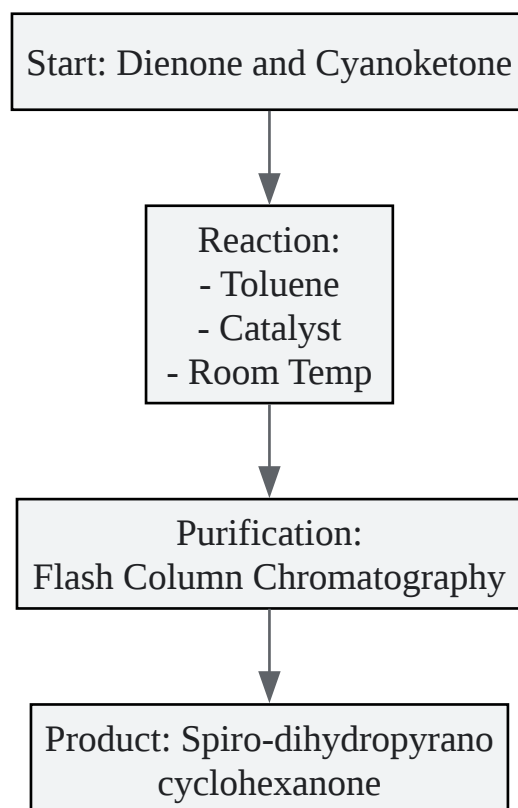 Start: Dienone and Cyanoketone
Reaction:
- Toluene
- Catalyst
- Room Temp
Purification:
Flash Column Chromatography
Product: Spiro-dihydropyrano
cyclohexanone